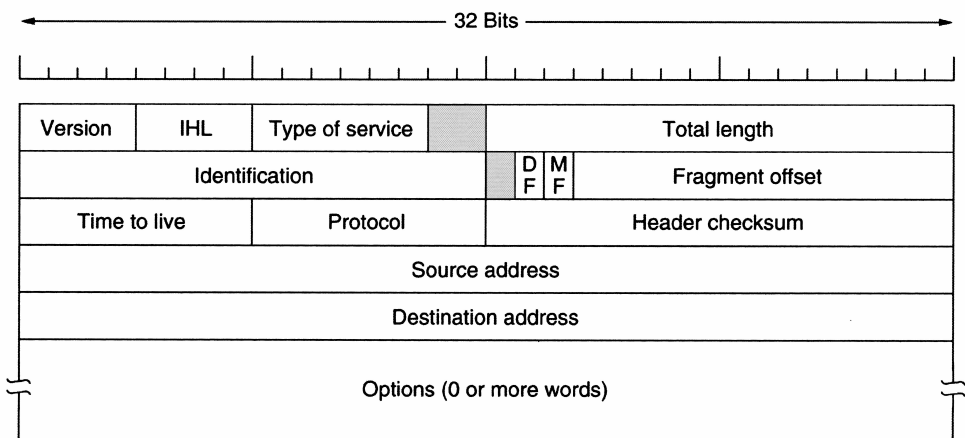 32 Bits
Version IHL Type of service Total length
Identification D F M F Fragment offset
Time to live Protocol Header checksum
Source address
Destination address
Options (0 or more words)